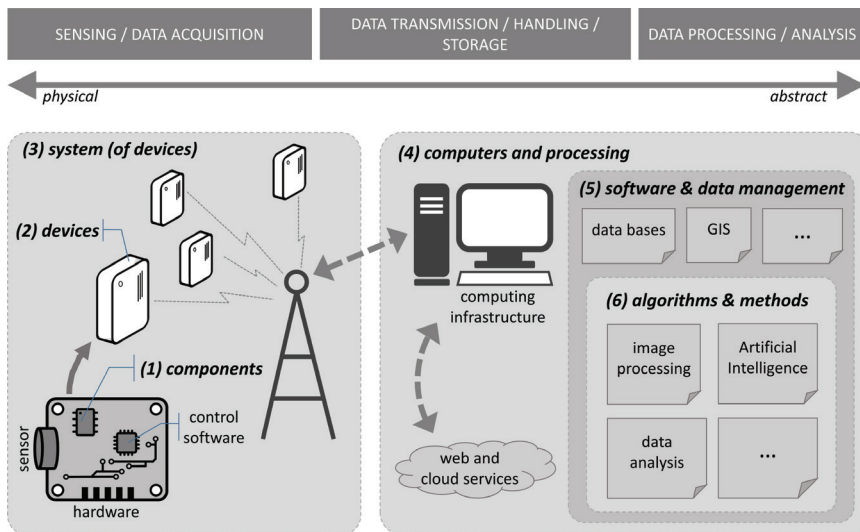 SENSING / DATA ACQUISITION
DATA TRANSMISSION / HANDLING /
STORAGE
DATA PROCESSING / ANALYSIS
physical
abstract
(3) system (of devices)
(2) devices
(1) components
control
software
sensor
hardware
(4) computers and processing
computing
infrastructure
web and
cloud services
(5) software & data management
data bases
GIS
...
(6) algorithms & methods
image
processing
Artificial
Intelligence
data
analysis
...